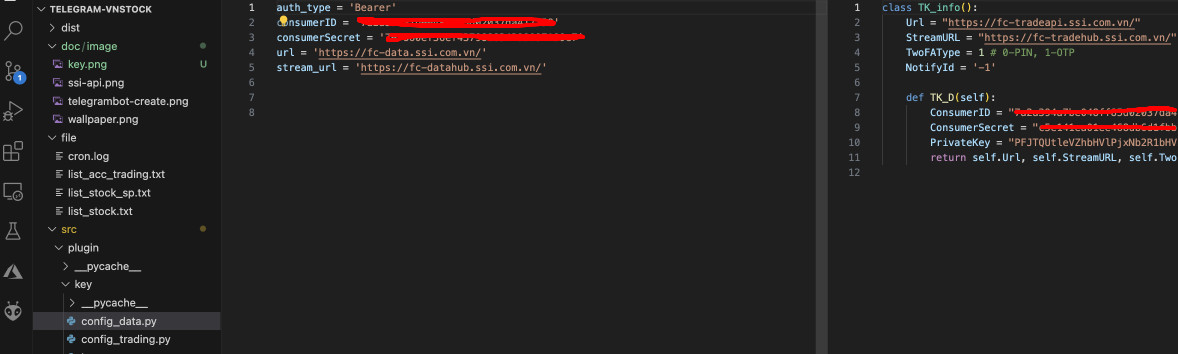 TELEGRAM-VNSTOCK
dist
doc/image
key.png U
ssi-api.png
telegrambot-create.png
wallpaper.png
file
cron.log
list_acc_trading.txt
list_stock_sp.txt
list_stock.txt
src
plugin
__pycache__
key
__pycache__
config_data.py
config_trading.py
1
1 auth_type = 'Bearer'
2 consumerID =
3 consumerSecret = '
4 url = 'https://fc-data.ssi.com.vn/'
5 stream_url = 'https://fc-datahub.ssi.com.vn/'
6
7
8
1 class TK_info():
2 Url = "https://fc-tradeapi.ssi.com.vn/"
3 StreamURL = "https://fc-tradehub.ssi.com.vn/"
4 TwoFAType = 1 # 0-PIN, 1-OTP
5 NotifyId = '-1'
6
7 def TK_D(self):
8 ConsumerID = "
9 ConsumerSecret = "
10 PrivateKey = "PFJTQUtleVZhbHVlPjxNb2R1bHV
11 return self.Url, self.StreamURL, self.Two
12